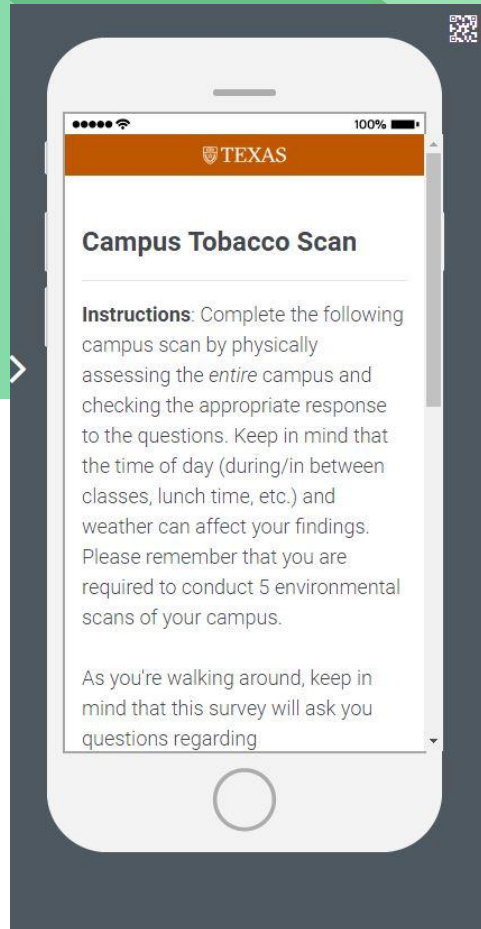 100%
TEXAS
Campus Tobacco Scan
Instructions: Complete the following
campus scan by physically
assessing the entire campus and
checking the appropriate response
to the questions. Keep in mind that
the time of day (during/in between
classes, lunch time, etc.) and
weather can affect your findings.
Please remember that you are
required to conduct 5 environmental
scans of your campus.
As you're walking around, keep in
mind that this survey will ask you
questions regarding